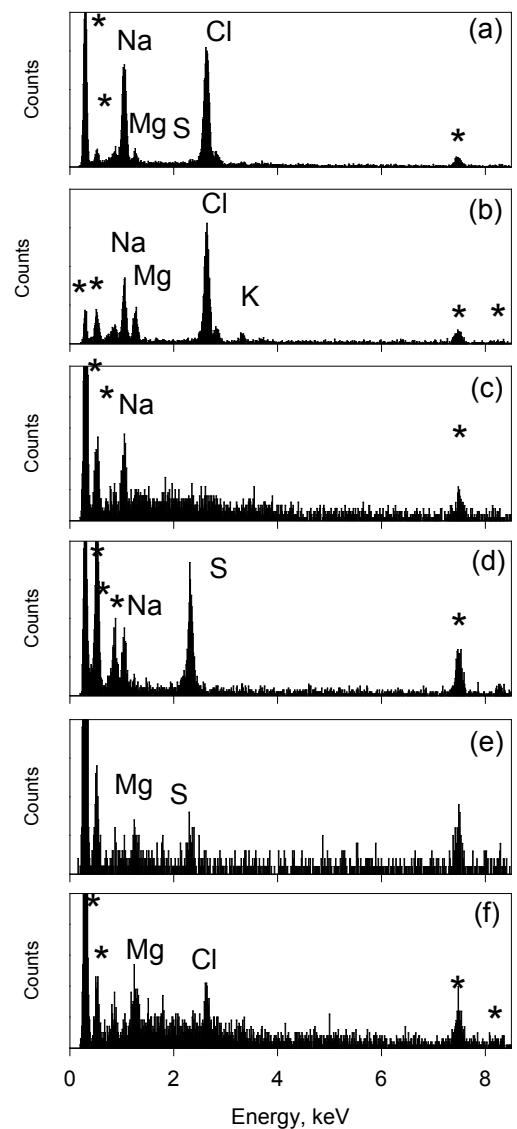 (a)
Counts
* Na Cl
* Mg S *
(b)
Counts
Cl
Na
* * Mg K * *
(c)
Counts
* * Na *
(d)
Counts
S
* * * Na *
(e)
Counts
Mg S
(f)
Counts
* * Mg Cl * *
0 2 4 6 8
Energy, keV